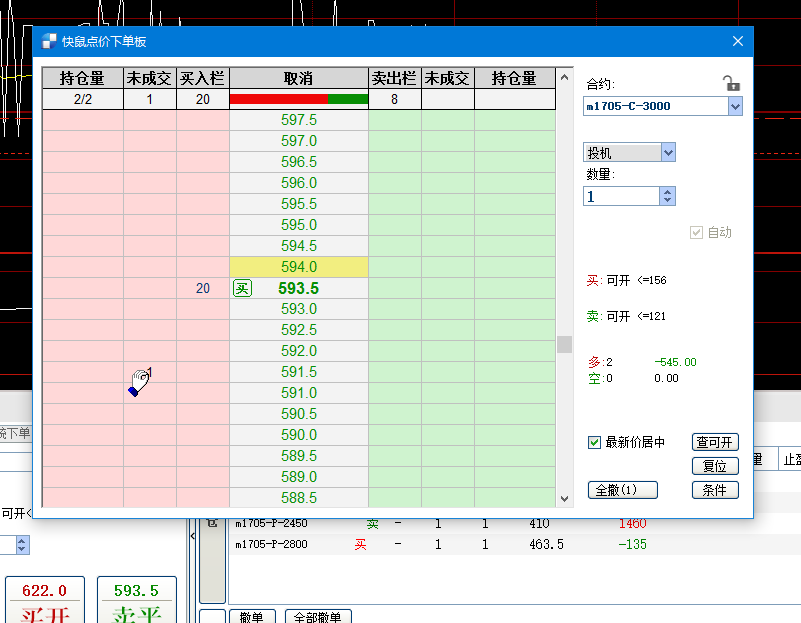 快鼠点价下单板
持仓量 未成交 买入栏 取消 卖出栏 未成交 持仓量
2/2 1 20 8
597.5
597.0
596.5
596.0
595.5
595.0
594.5
594.0
20 买 593.5
593.0
592.5
592.0
1 591.5
591.0
590.5
590.0
589.5
589.0
588.5
合约:
m1705-C-3000
投机
数量:
1
自动
买: 可开 <=156
卖: 可开 <=121
多:2 -545.00
空:0 0.00
最新价居中 查可开
复位
全撤(1) 条件
下单
量 止盈
可开<
仓
m1705-P-2450 卖 - 1 1 410 1460
m1705-P-2800 买 - 1 1 463.5 -135
622.0 593.5
买开 卖平
撤单 全部撤单